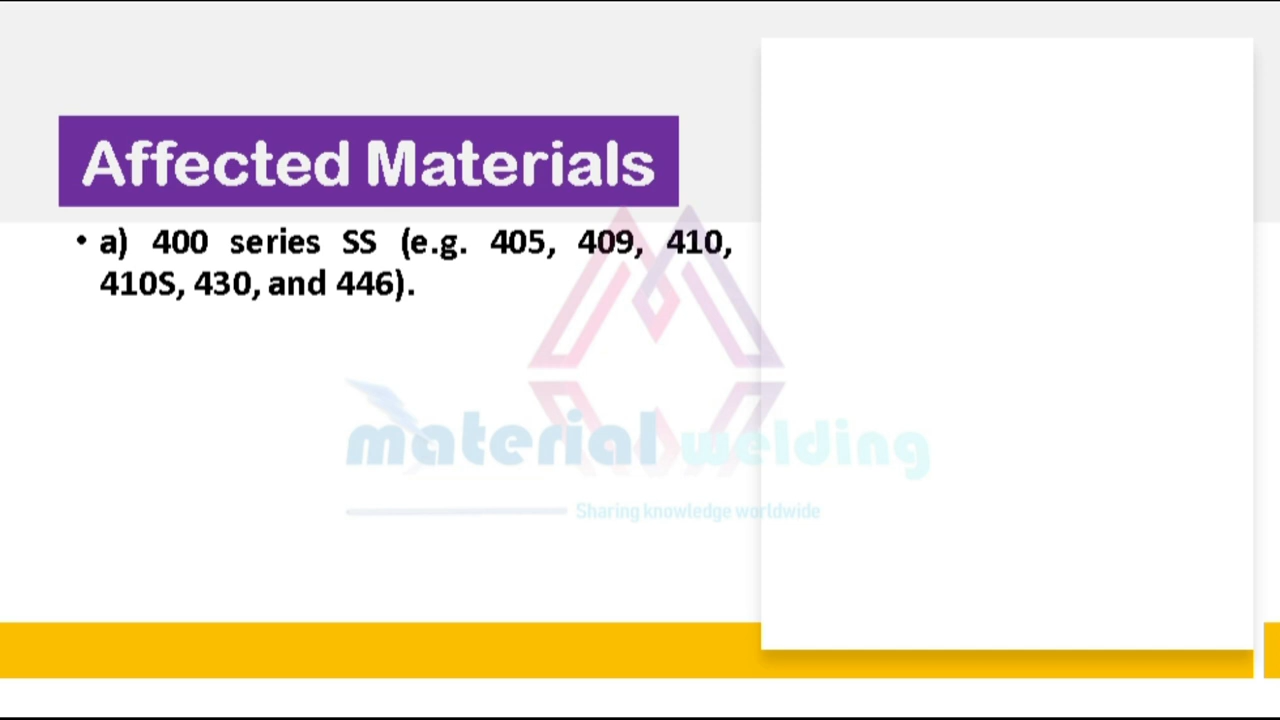 Affected Materials
• a) 400 series SS (e.g. 405, 409, 410,
410S, 430, and 446).
material welding
Sharing knowledge worldwide